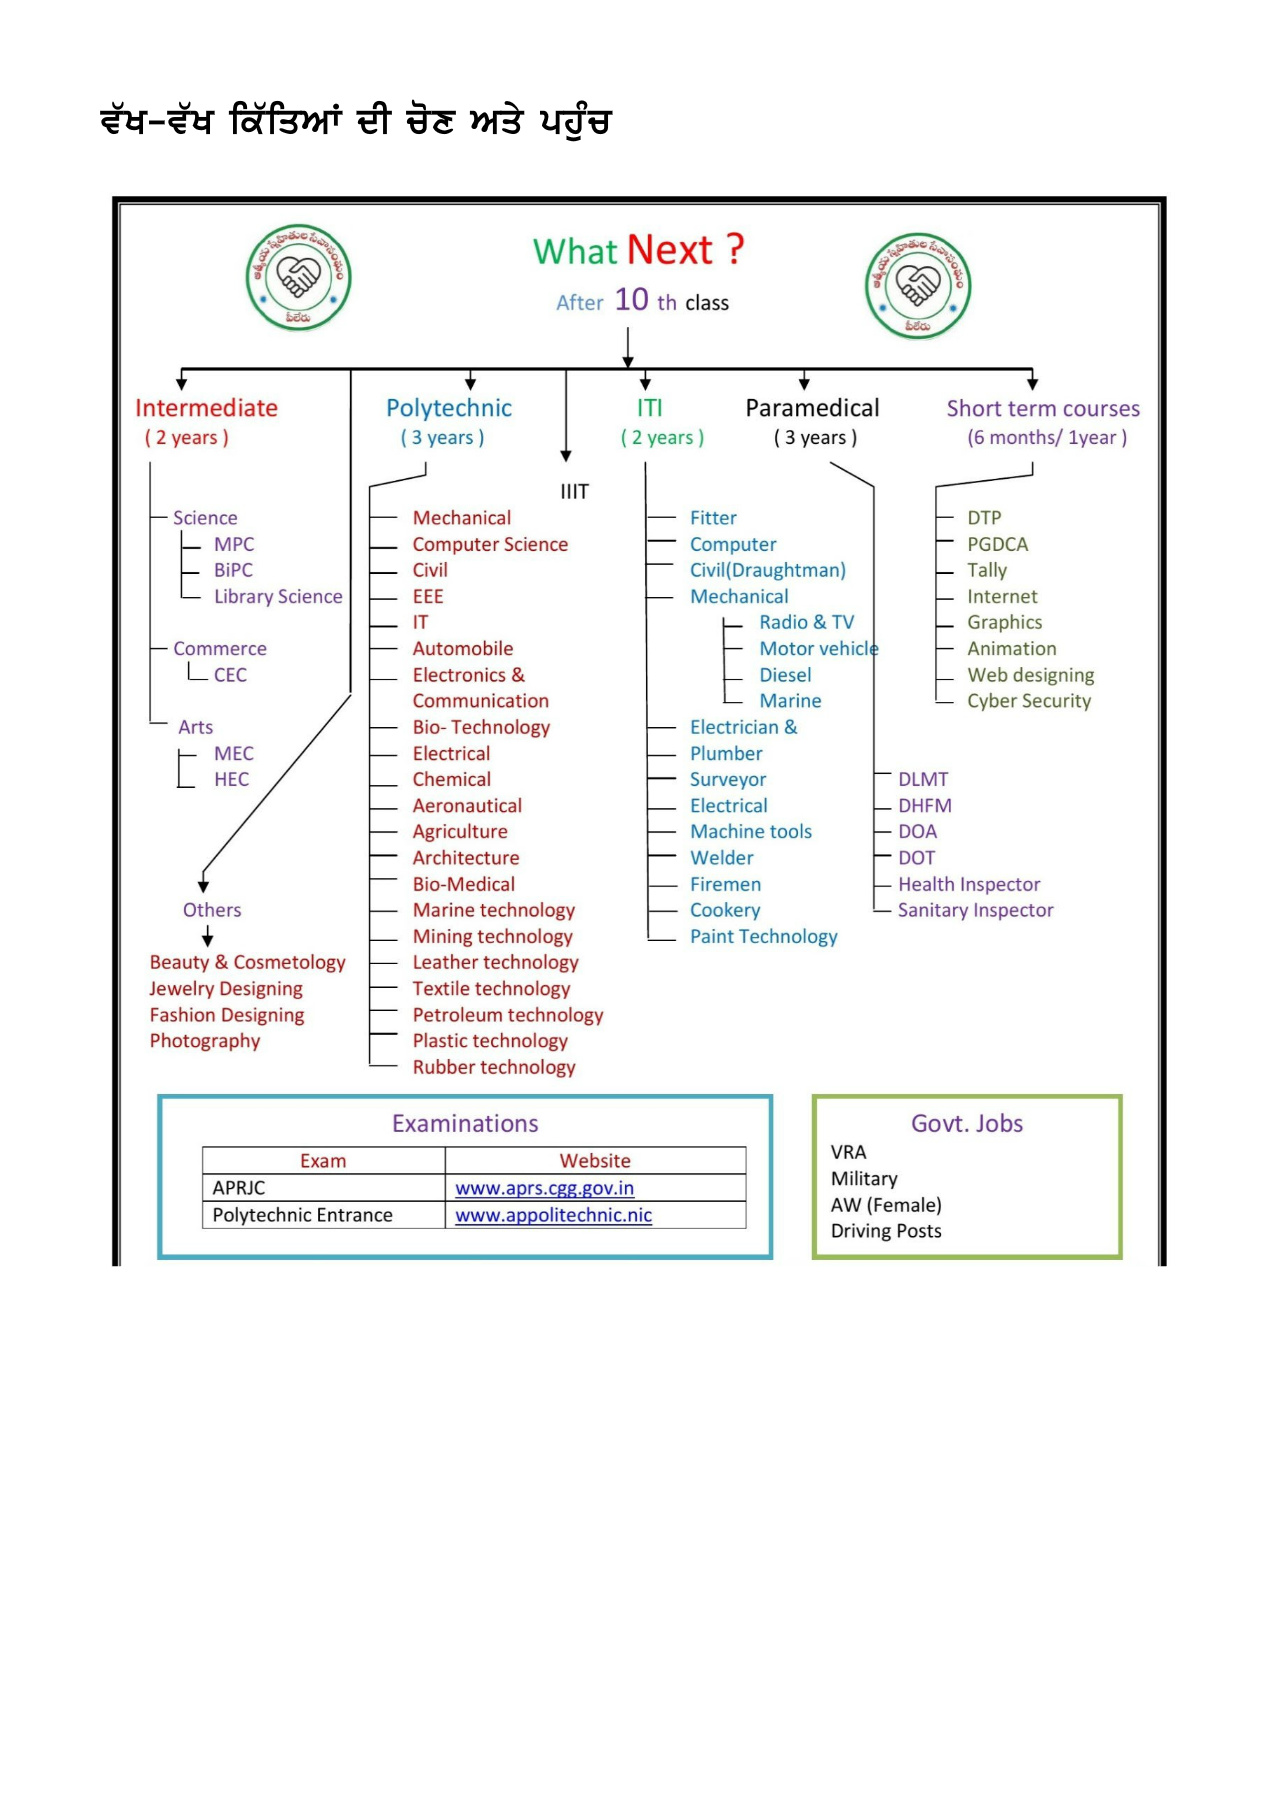 ਵੱਖ-ਵੱਖ ਕਿੱਤਿਆਂ ਦੀ ਚੋਣ ਅਤੇ ਪਹੁੰਚ
ఆత్మీయ స్నేహితుల సేవాసంఘం
పీలేరు
What Next ?
After 10 th class
ఆత్మీయ స్నేహితుల సేవాసంఘం
పీలేరు
Intermediate
( 2 years )
Science
MPC
BiPC
Library Science
Commerce
CEC
Arts
MEC
HEC
Others
Beauty & Cosmetology
Jewelry Designing
Fashion Designing
Photography
Polytechnic
( 3 years )
Mechanical
Computer Science
Civil
EEE
IT
Automobile
Electronics &
Communication
Bio- Technology
Electrical
Chemical
Aeronautical
Agriculture
Architecture
Bio-Medical
Marine technology
Mining technology
Leather technology
Textile technology
Petroleum technology
Plastic technology
Rubber technology
IIIT
ITI
( 2 years )
Fitter
Computer
Civil(Draughtman)
Mechanical
Radio & TV
Motor vehicle
Diesel
Marine
Electrician &
Plumber
Surveyor
Electrical
Machine tools
Welder
Firemen
Cookery
Paint Technology
Paramedical
( 3 years )
DLMT
DHFM
DOA
DOT
Health Inspector
Sanitary Inspector
Short term courses
(6 months/ 1year )
DTP
PGDCA
Tally
Internet
Graphics
Animation
Web designing
Cyber Security
Examinations
Exam Website
APRJC www.aprs.cgg.gov.in
Polytechnic Entrance www.appolitechnic.nic
Govt. Jobs
VRA
Military
AW (Female)
Driving Posts